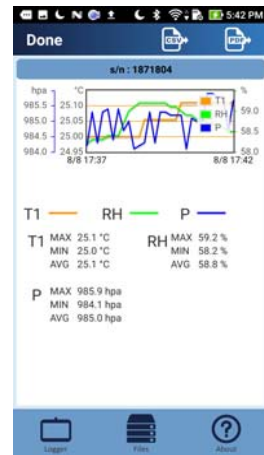 5:42 PM
Done
CSV
PDF
s/n : 1871804
hpa °C %
985.5 25.10 59.0
985.0 25.05
984.5 25.00 58.5
984.0 24.95 58.0
T1
RH
P
8/8 17:37 8/8 17:42
T1 RH P
T1 MAX 25.1 °C
MIN 25.0 °C
AVG 25.1 °C
RH MAX 59.2 %
MIN 58.2 %
AVG 58.8 %
P MAX 985.9 hpa
MIN 984.1 hpa
AVG 985.0 hpa
Logger Files About